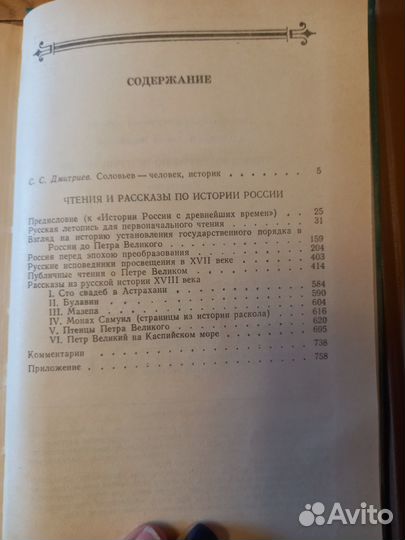 СОДЕРЖАНИЕ
С. С. Дмитриев. Соловьев — человек, историк . . . . . . . 5
ЧТЕНИЯ И РАССКАЗЫ ПО ИСТОРИИ РОССИИ
Предисловие (к «Истории России с древнейших времен») . . . 25
Русская летопись для первоначального чтения . . . . . . 31
Взгляд на историю установления государственного порядка в
России до Петра Великого . . . . . . . . . . . 159
Россия перед эпохою преобразования . . . . . . . . 204
Русские исповедники просвещения в XVII веке . . . . . . 403
Публичные чтения о Петре Великом . . . . . . . . . 414
Рассказы из русской истории XVIII века
I. Сто свадеб в Астрахани . . . . . . . . . . 584
II. Булавин . . . . . . . . . . . . . . 590
III. Мазепа . . . . . . . . . . . . . . 604
IV. Монах Самуил (страницы из истории раскола) . . . . 616
V. Птенцы Петра Великого . . . . . . . . . . 620
VI. Петр Великий на Каспийском море . . . . . . . 695
Комментарии . . . . . . . . . . . . . . . 738
Приложение . . . . . . . . . . . . . . . 758
Avito